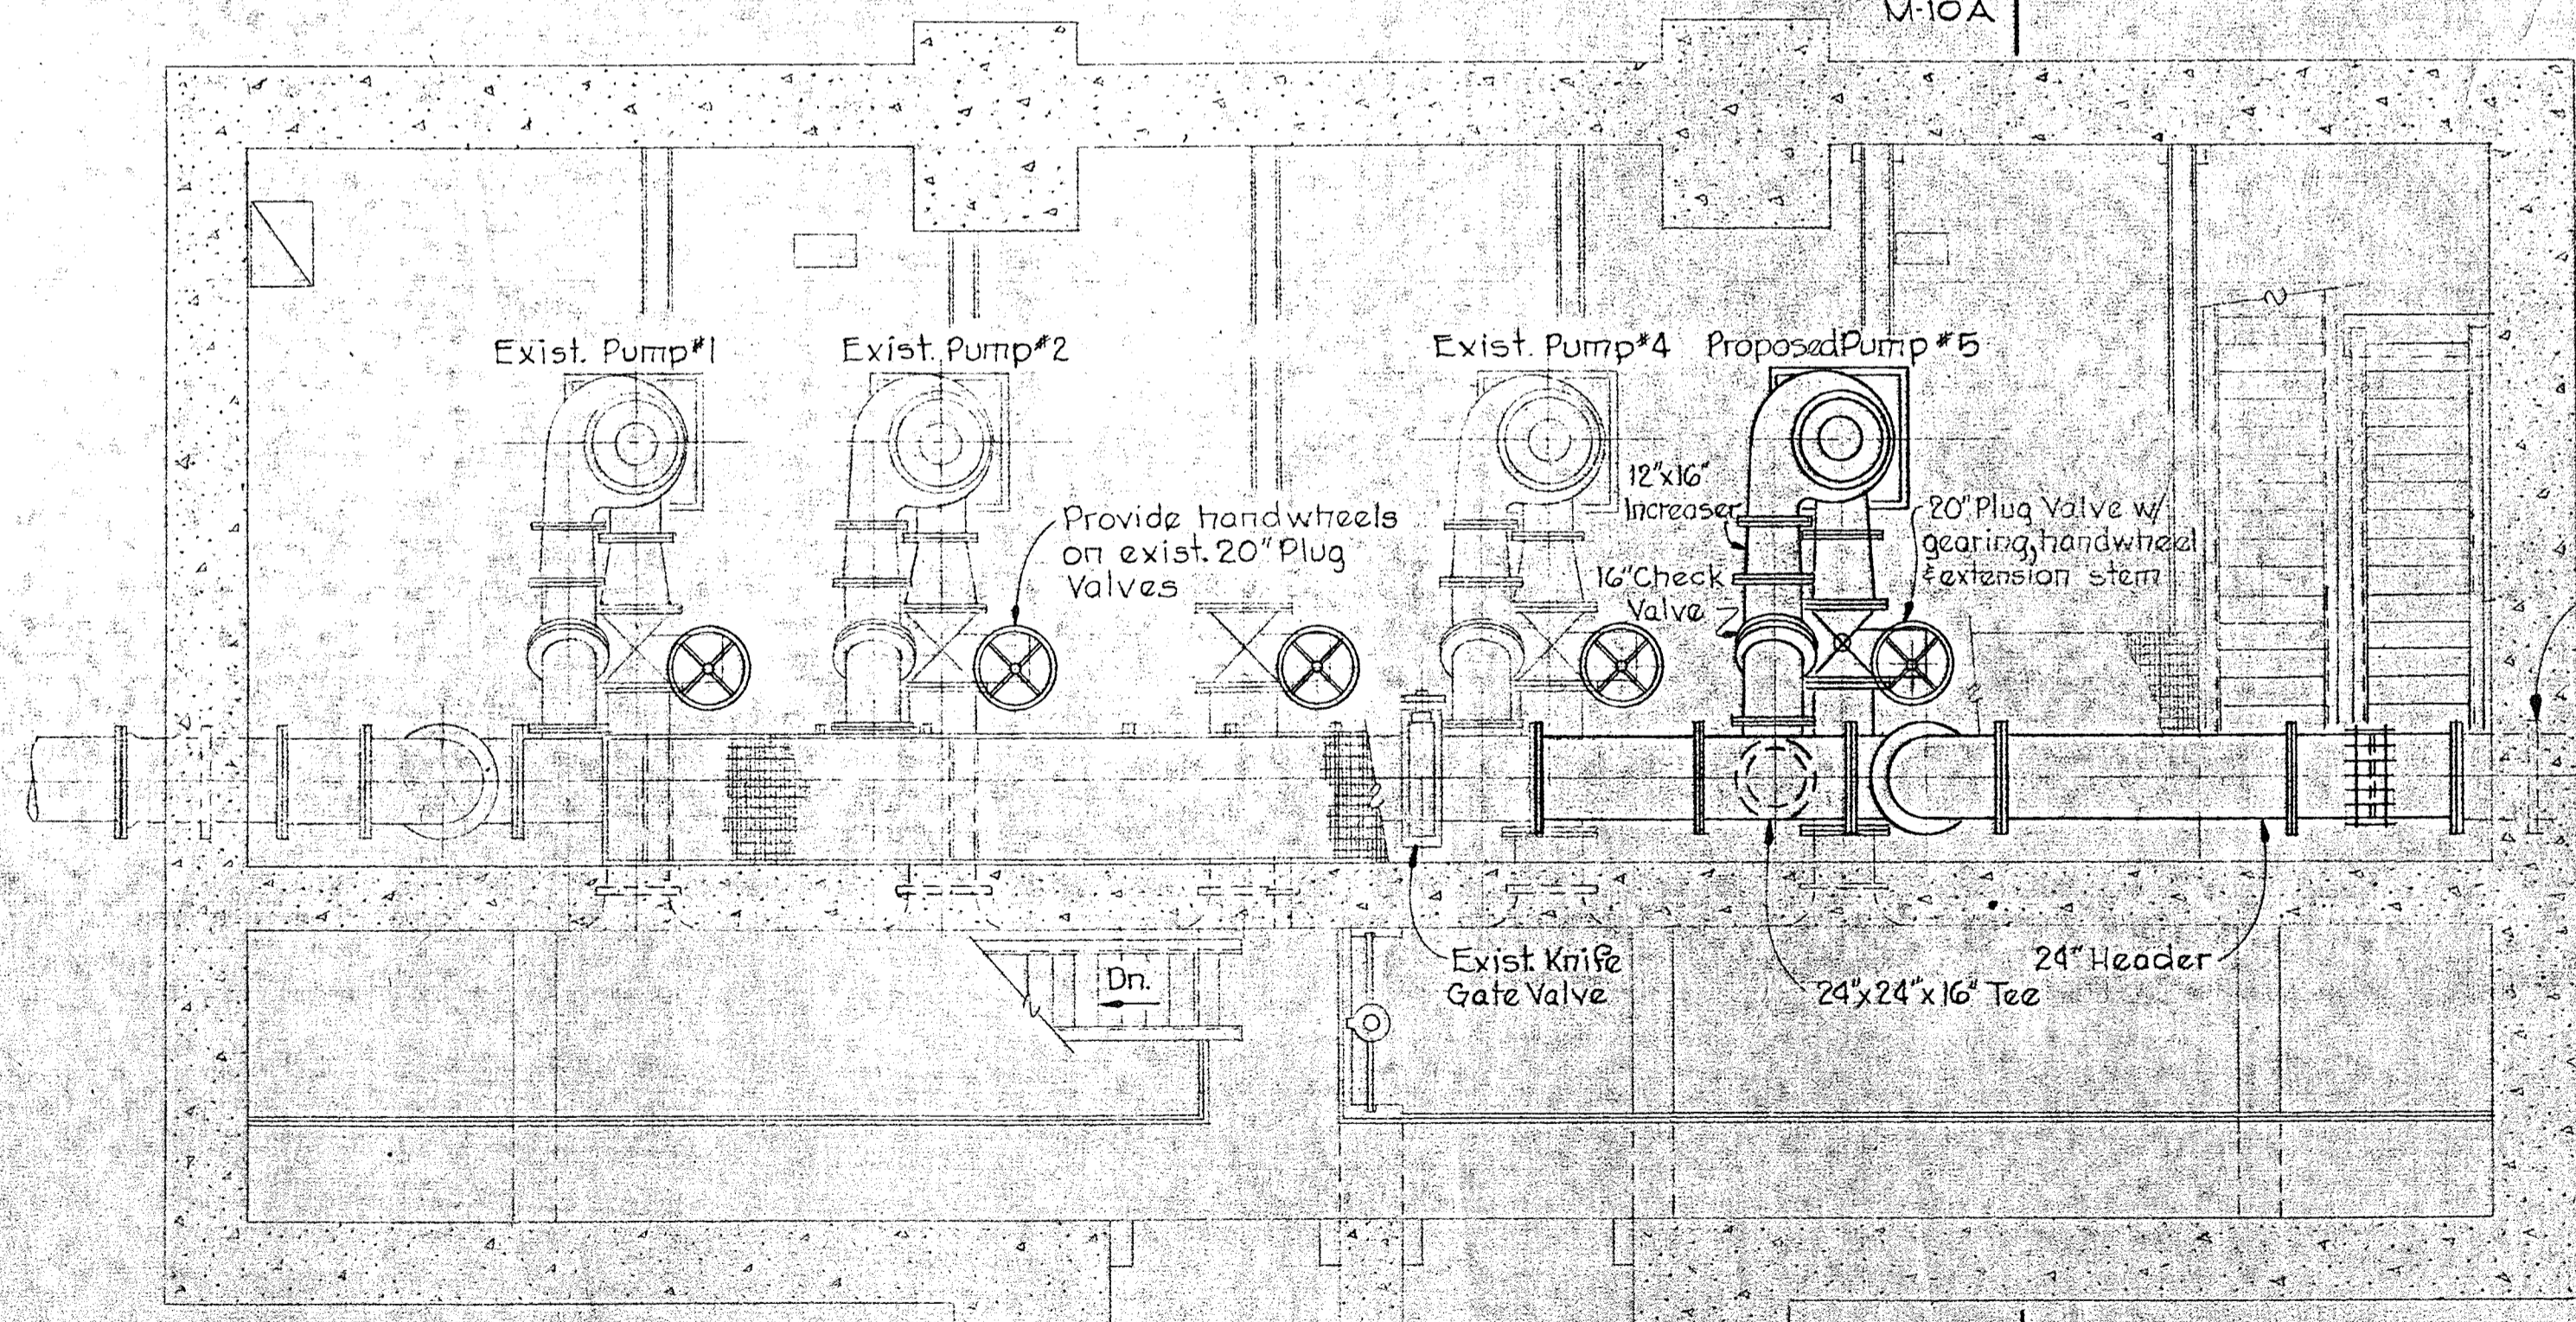 M-10A
Exist. Pump#1
Exist. Pump#2
Exist. Pump#4
Proposed Pump #5
12"x16"
Increaser
16" Check
Valve
Provide handwheels
on exist. 20" Plug
Valves
20" Plug Valve w/
gearing, handwheel
& extension stem
Dn.
Exist. Knife
Gate Valve
24"x24"x16" Tee
24" Header